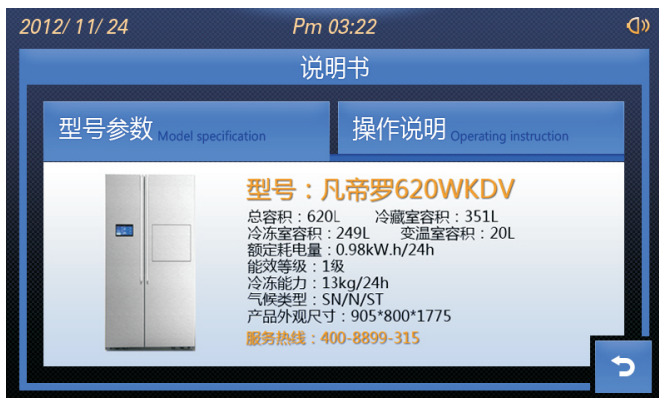 2012/11/24 Pm 03:22
说明书
型号参数 Model specification 操作说明 Operating instruction
型号：凡帝罗620WKDV
总容积：620L 冷藏室容积：351L
冷冻室容积：249L 变温室容积：20L
额定耗电量：0.98kW.h/24h
能效等级：1级
冷冻能力：13kg/24h
气候类型：SN/N/ST
产品外观尺寸：905*800*1775
服务热线：400-8899-315